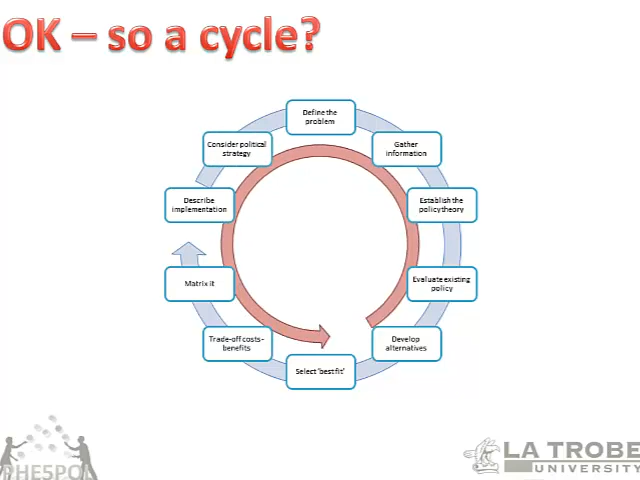 OK – so a cycle?
Define the
problem
Gather
information
Establish the
policy theory
Evaluate existing
policy
Develop
alternatives
Select ‘best fit’
Trade-off costs-
benefits
Matrix it
Describe
implementation
Consider political
strategy
PHE5POL
LA TROBE
UNIVERSITY